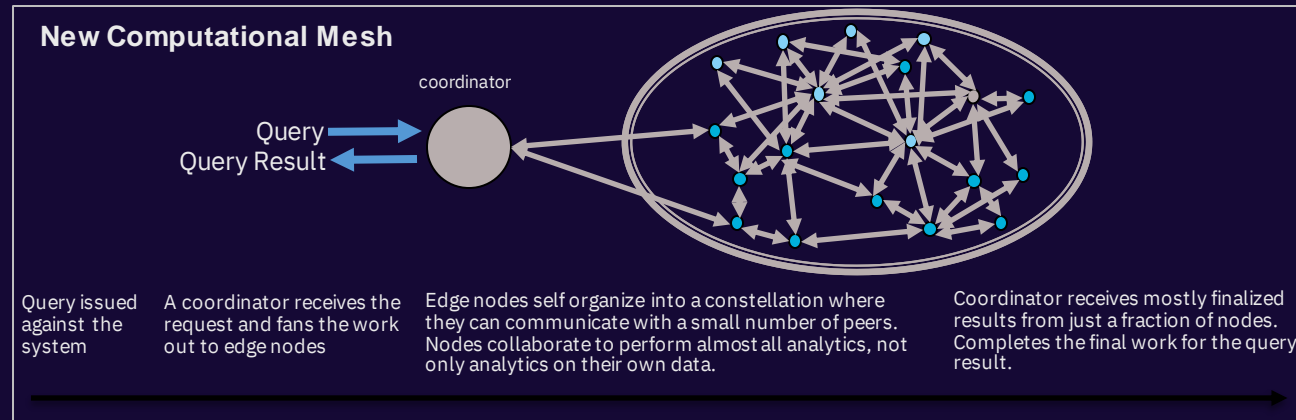 New Computational Mesh
coordinator
Query
Query Result
Query issued
against the
system
A coordinator receives the
request and fans the work
out to edge nodes
Edge nodes self organize into a constellation where
they can communicate with a small number of peers.
Nodes collaborate to perform almost all analytics, not
only analytics on their own data.
Coordinator receives mostly finalized
results from just a fraction of nodes.
Completes the final work for the query
result.